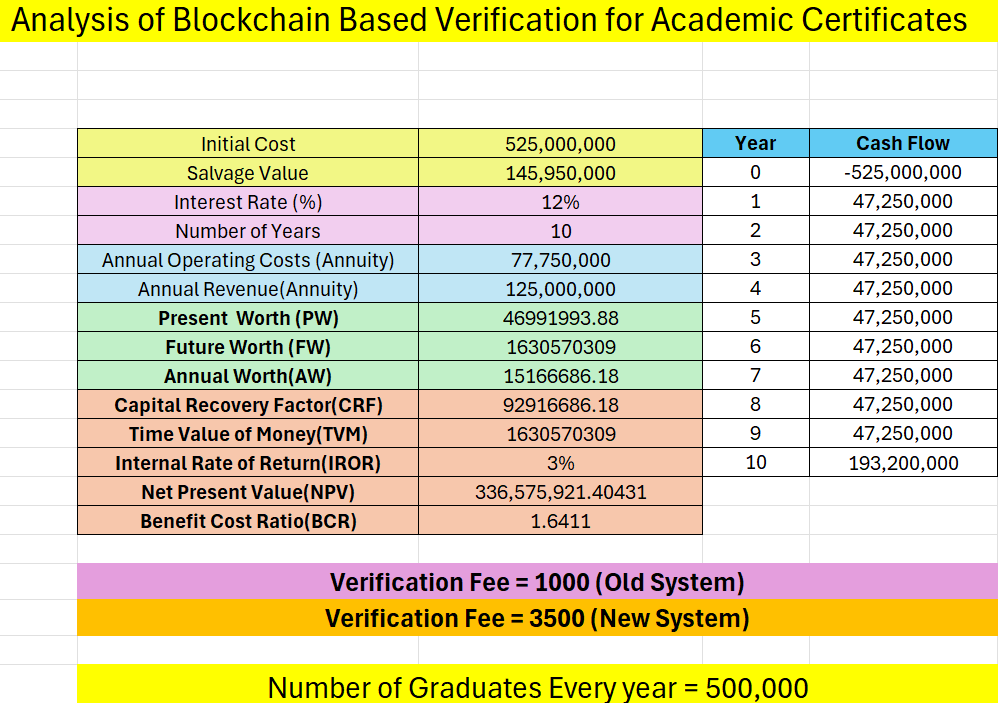 Analysis of Blockchain Based Verification for Academic Certificates
Initial Cost 525,000,000 Year Cash Flow
Salvage Value 145,950,000 0 -525,000,000
Interest Rate (%) 12% 1 47,250,000
Number of Years 10 2 47,250,000
Annual Operating Costs (Annuity) 77,750,000 3 47,250,000
Annual Revenue(Annuity) 125,000,000 4 47,250,000
Present Worth (PW) 46991993.88 5 47,250,000
Future Worth (FW) 1630570309 6 47,250,000
Annual Worth(AW) 15166686.18 7 47,250,000
Capital Recovery Factor(CRF) 92916686.18 8 47,250,000
Time Value of Money(TVM) 1630570309 9 47,250,000
Internal Rate of Return(IROR) 3% 10 193,200,000
Net Present Value(NPV) 336,575,921.40431
Benefit Cost Ratio(BCR) 1.6411
Verification Fee = 1000 (Old System)
Verification Fee = 3500 (New System)
Number of Graduates Every year = 500,000